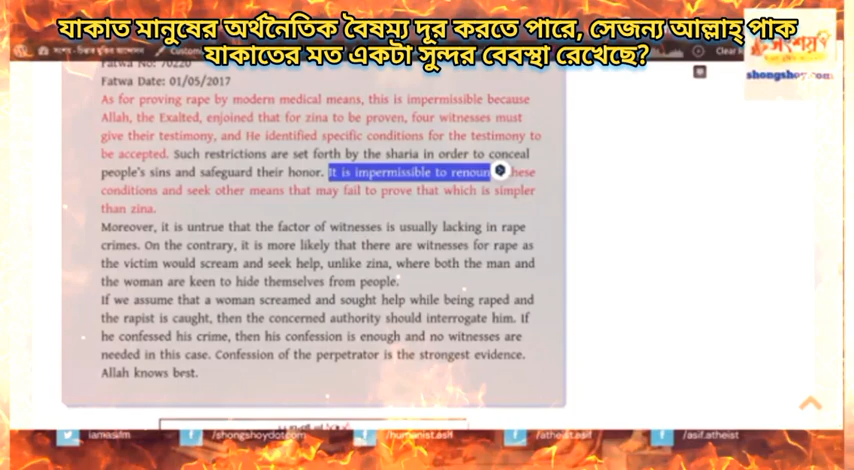 যাকাত মানুষের অর্থনৈতিক বৈষম্য দূর করতে পারে, সেজন্য আল্লাহ্ পাক
যাকাতের মত একটা সুন্দর বেবস্থা রেখেছে?
Clear
shongshoy.com
Fatwa No: 70220
Fatwa Date: 01/05/2017
As for proving rape by modern medical means, this is impermissible because
Allah, the Exalted, enjoined that for zina to be proven, four witnesses must
give their testimony, and He identified specific conditions for the testimony to
be accepted. Such restrictions are set forth by the sharia in order to conceal
people's sins and safeguard their honor. It is impermissible to renoun hese
conditions and seek other means that may fail to prove that which is simpler
than zina.
Moreover, it is untrue that the factor of witnesses is usually lacking in rape
crimes. On the contrary, it is more likely that there are witnesses for rape as
the victim would scream and seek help, unlike zina, where both the man and
the woman are keen to hide themselves from people.
If we assume that a woman screamed and sought help while being raped and
the rapist is caught, then the concerned authority should interrogate him. If
he confessed his crime, then his confession is enough and no witnesses are
needed in this case. Confession of the perpetrator is the strongest evidence.
Allah knows best.
iamasifm /shongshoydotcom /humanist.asif /atheist.asif /asif.atheist